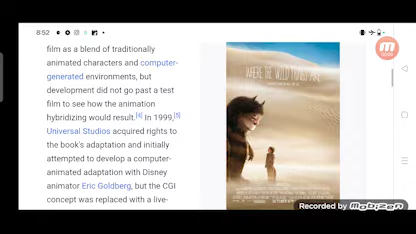 8:52
film as a blend of traditionally
animated characters and computer-
generated environments, but
development did not go past a test
film to see how the animation
hybridizing would result.[4] In 1999,[5]
Universal Studios acquired rights to
the book's adaptation and initially
attempted to develop a computer-
animated adaptation with Disney
animator Eric Goldberg, but the CGI
concept was replaced with a live-
WHERE THE WILD THINGS ARE
Recorded by Mobizen